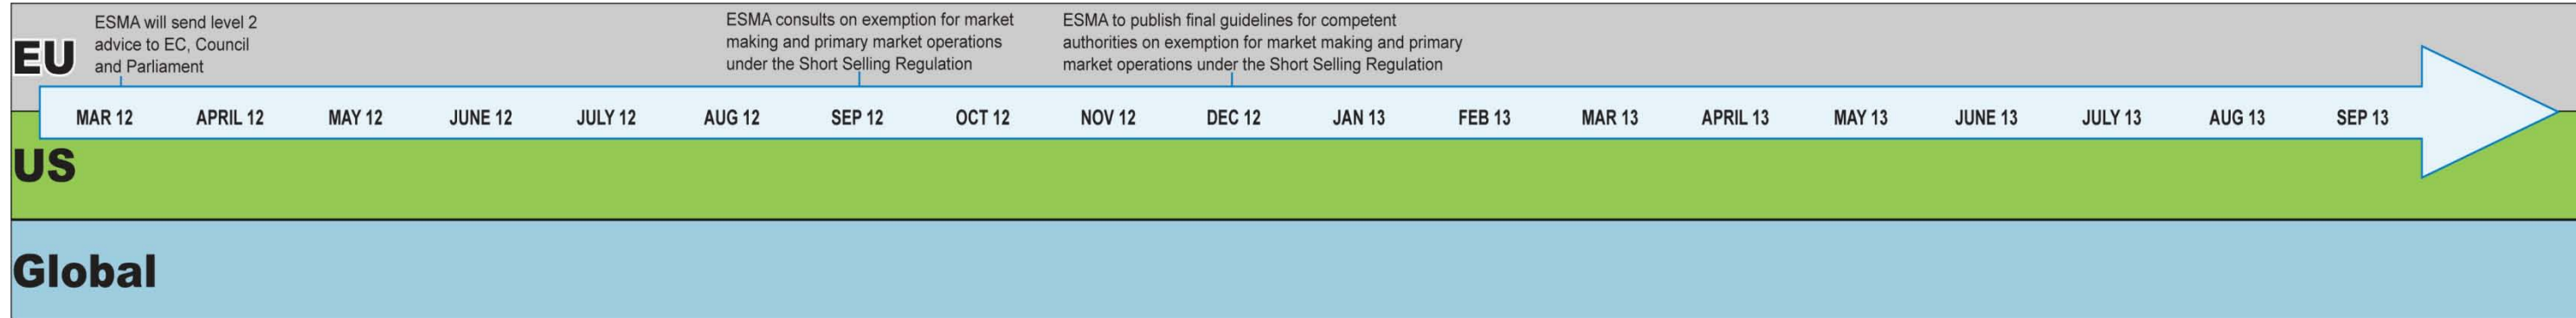 EU
ESMA will send level 2
advice to EC, Council
and Parliament
ESMA consults on exemption for market
making and primary market operations
under the Short Selling Regulation
ESMA to publish final guidelines for competent
authorities on exemption for market making and primary
market operations under the Short Selling Regulation
MAR 12 APRIL 12 MAY 12 JUNE 12 JULY 12 AUG 12 SEP 12 OCT 12 NOV 12 DEC 12 JAN 13 FEB 13 MAR 13 APRIL 13 MAY 13 JUNE 13 JULY 13 AUG 13 SEP 13
US
Global